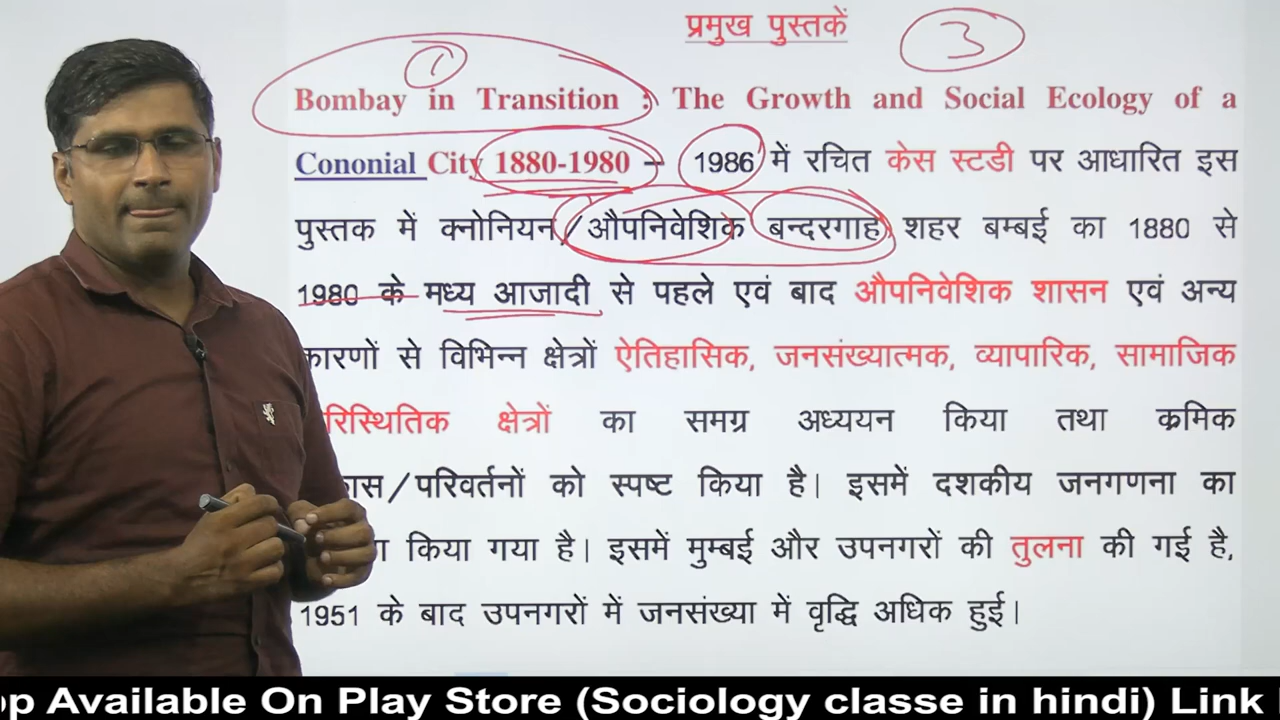 प्रमुख पुस्तकें
3
1
Bombay in Transition : The Growth and Social Ecology of a
Cononial City 1880-1980 – 1986 में रचित केस स्टडी पर आधारित इस
पुस्तक में क्नोनियन/औपनिवेशिक बन्दरगाह शहर बम्बई का 1880 से
1980 के मध्य आजादी से पहले एवं बाद औपनिवेशिक शासन एवं अन्य
कारणों से विभिन्न क्षेत्रों ऐतिहासिक, जनसंख्यात्मक, व्यापारिक, सामाजिक
क्षेत्रों का समग्र अध्ययन किया तथा क्रमिक
/परिवर्तनों को स्पष्ट किया है। इसमें दशकीय जनगणना का
किया गया है। इसमें मुम्बई और उपनगरों की तुलना की गई है,
1951 के बाद उपनगरों में जनसंख्या में वृद्धि अधिक हुई।
Available On Play Store (Sociology classe in hindi) Link